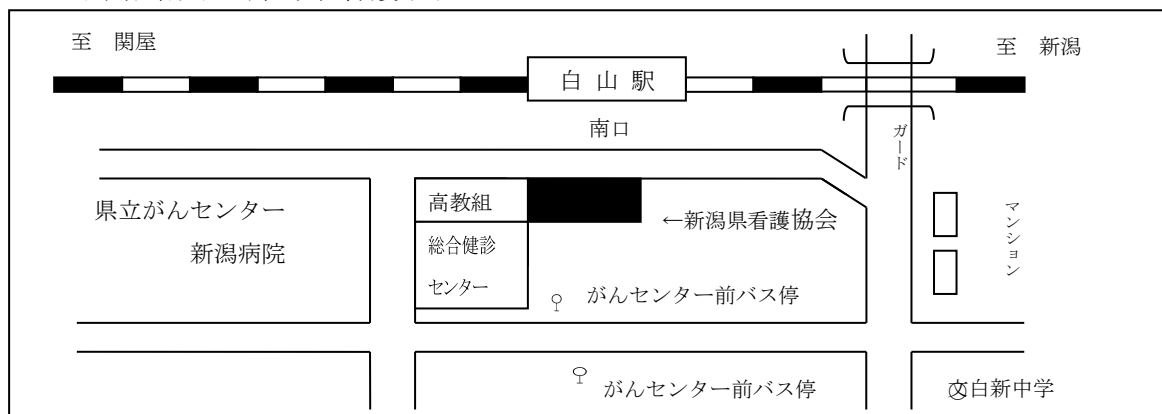 至　関屋
至　新潟
白 山 駅
南口
ガード
高教組
県立がんセンター
新潟病院
←新潟県看護協会
マンション
総合健診
センター
がんセンター前バス停
がんセンター前バス停
文白新中学